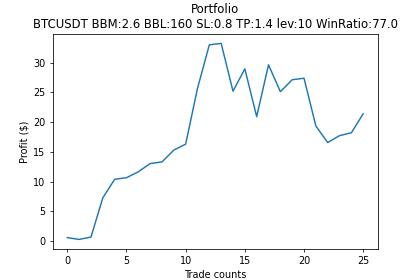 Portfolio
BTCUSDT BBM:2.6 BBL:160 SL:0.8 TP:1.4 lev:10 WinRatio:77.0
30
25
20
15
10
5
0
Profit ($)
0 5 10 15 20 25
Trade counts